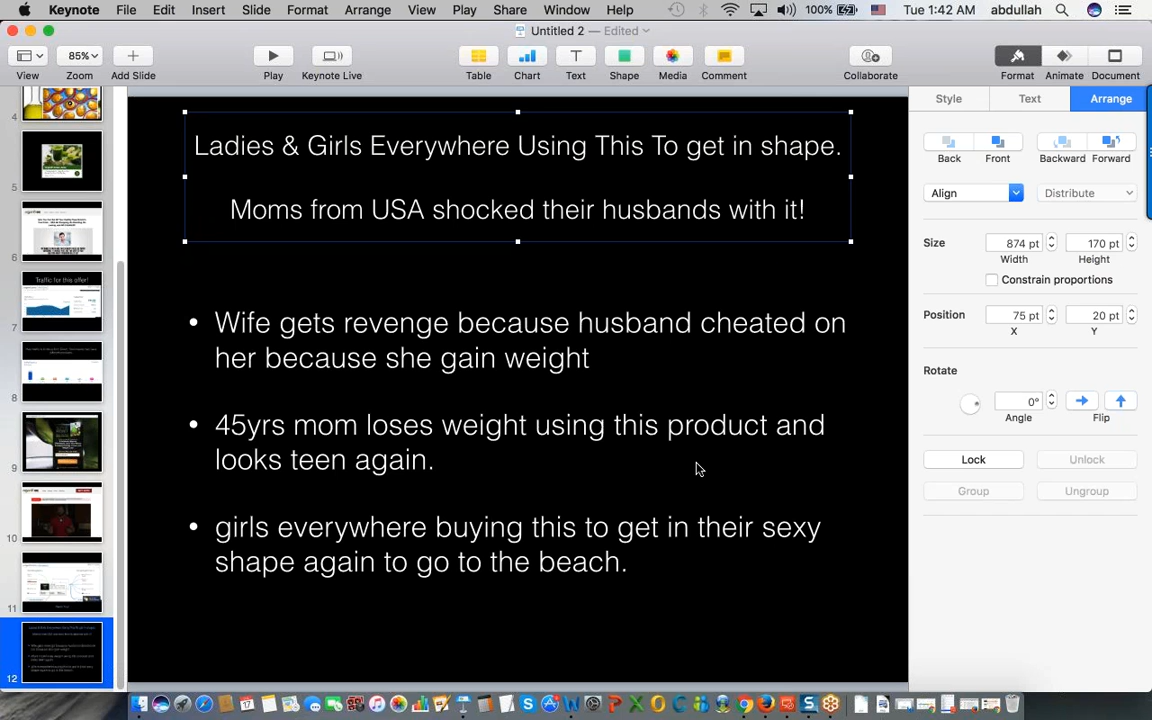 Keynote File Edit Insert Slide Format Arrange View Play Share Window Help 100% Tue 1:42 AM abdullah
Untitled 2 — Edited
85%
View Zoom Add Slide Play Keynote Live Table Chart Text Shape Media Comment Collaborate Format Animate Document
Style Text Arrange
Back Front Backward Forward
Align Distribute
Size 874 pt 170 pt
Width Height
Constrain proportions
Position 75 pt 20 pt
X Y
Rotate
0°
Angle Flip
Lock Unlock
Group Ungroup
4
5
6
Traffic for this offer!
7
8
9
10
11
12
Ladies & Girls Everywhere Using This To get in shape.
Moms from USA shocked their husbands with it!
• Wife gets revenge because husband cheated on
her because she gain weight
• 45yrs mom loses weight using this product and
looks teen again.
• girls everywhere buying this to get in their sexy
shape again to go to the beach.
17